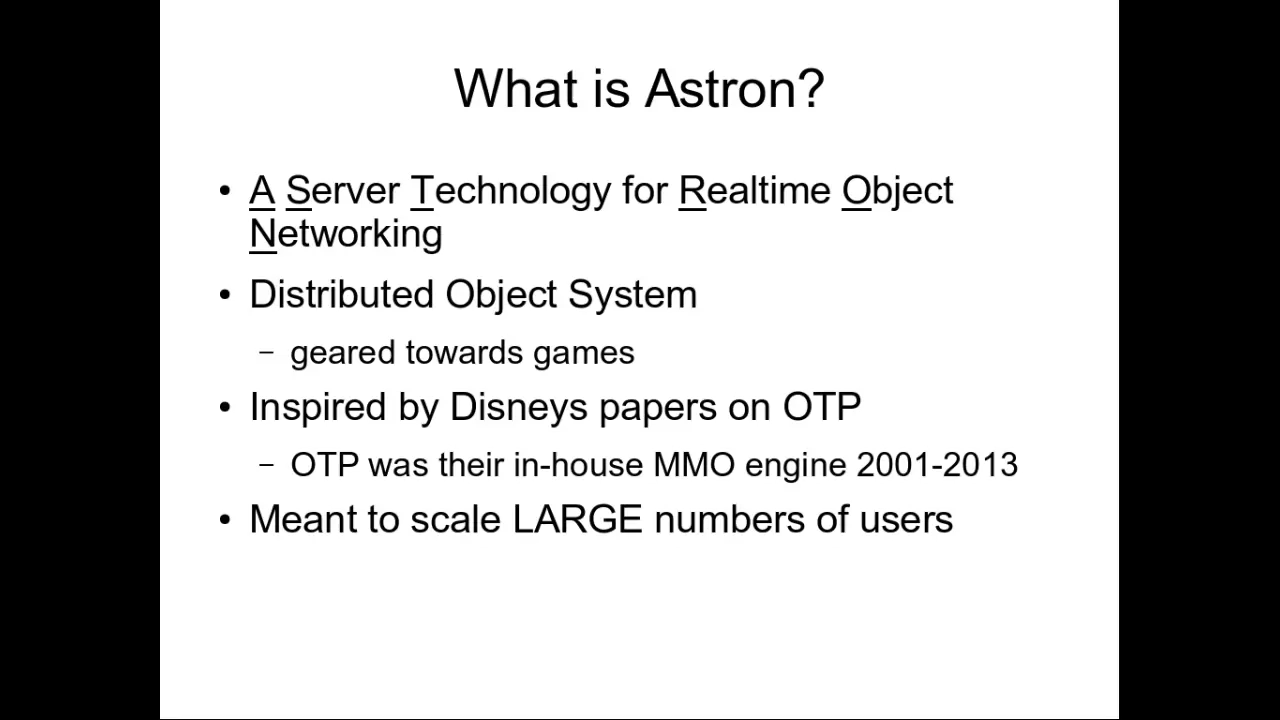 What is Astron?
• A Server Technology for Realtime Object
Networking
• Distributed Object System
– geared towards games
• Inspired by Disneys papers on OTP
– OTP was their in-house MMO engine 2001-2013
• Meant to scale LARGE numbers of users